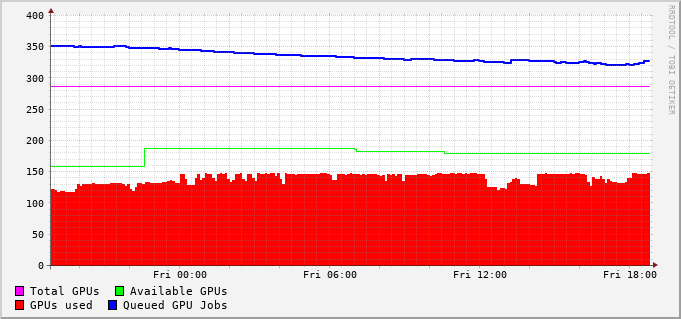 400
350
300
250
200
150
100
50
0
Fri 00:00 Fri 06:00 Fri 12:00 Fri 18:00
Total GPUs Available GPUs
GPUs used Queued GPU Jobs
RRDTOOL / TOBI OETIKER